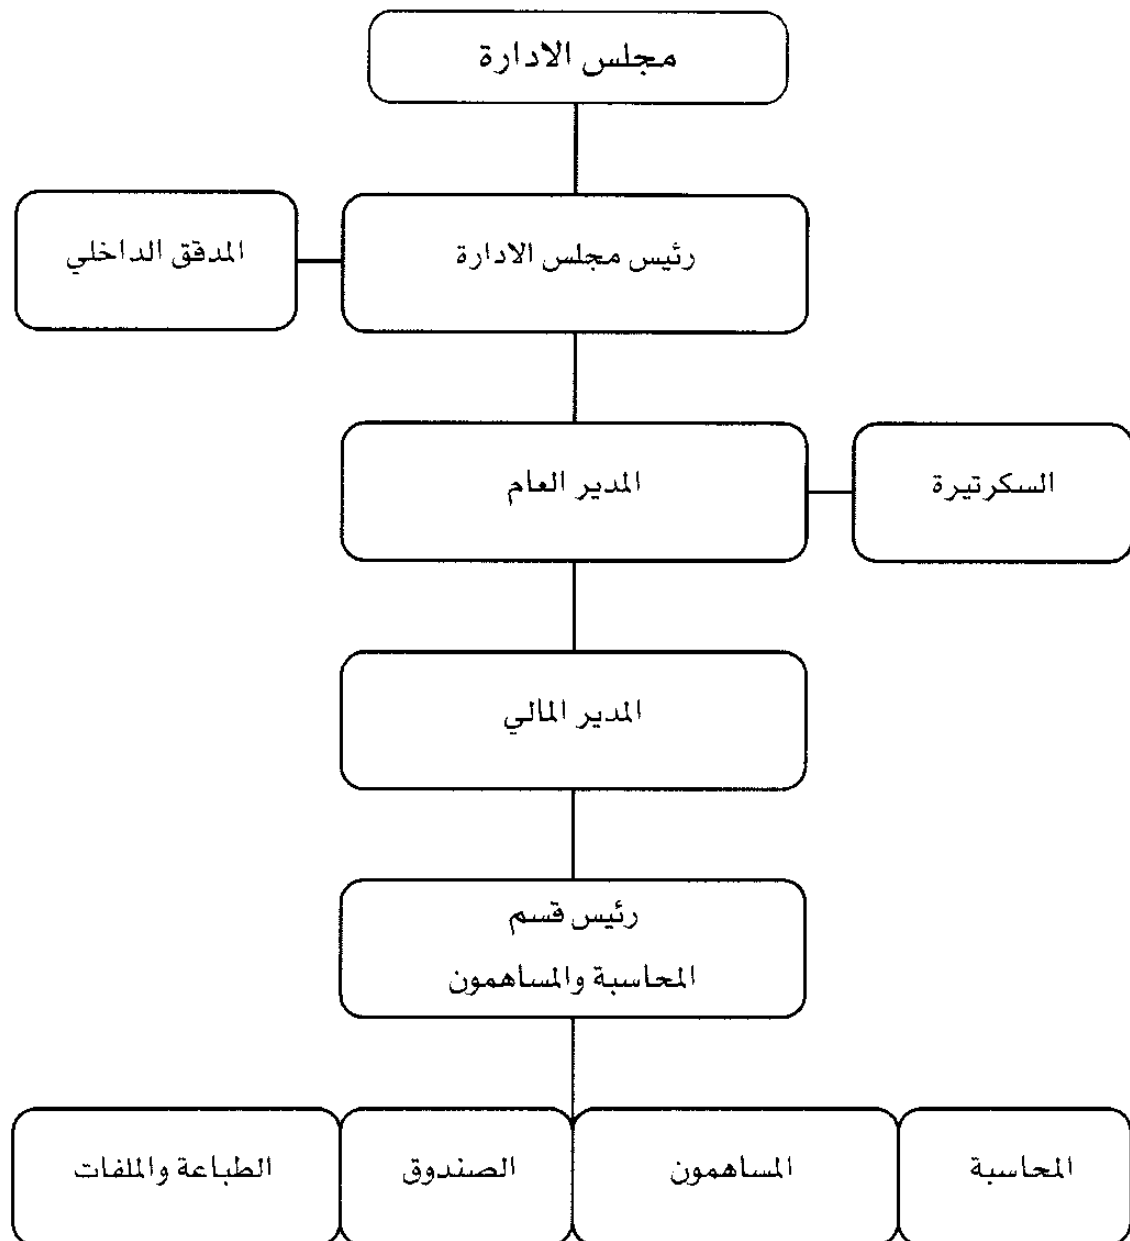 مجلس الادارة
رئيس مجلس الادارة
المدقق الداخلي
السكرتيرة
المدير العام
المدير المالي
رئيس قسم
المحاسبة والمساهمون
المحاسبة
المساهمون
الصندوق
الطباعة والملفات